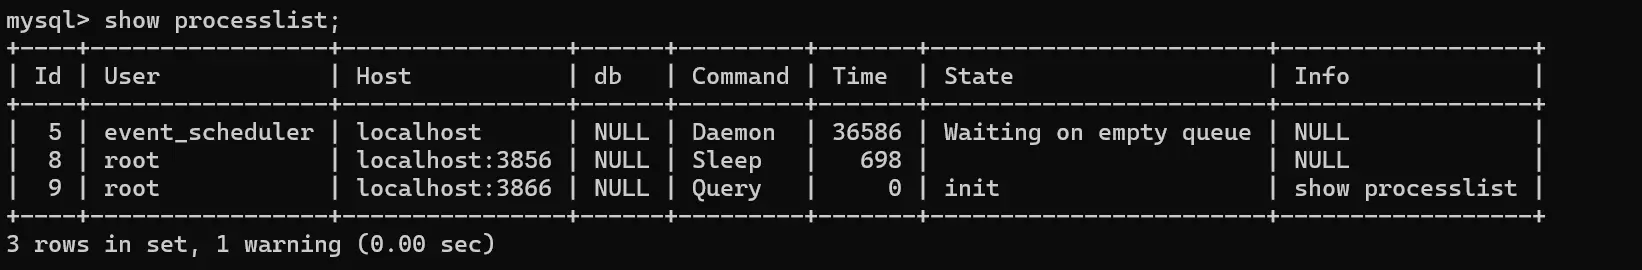 mysql> show processlist;
+----+-----------------+----------------+------+---------+-------+------------------------+------------------+
| Id | User            | Host           | db   | Command | Time  | State                  | Info             |
+----+-----------------+----------------+------+---------+-------+------------------------+------------------+
|  5 | event_scheduler | localhost      | NULL | Daemon  | 36586 | Waiting on empty queue | NULL             |
|  8 | root            | localhost:3856 | NULL | Sleep   |   698 |                        | NULL             |
|  9 | root            | localhost:3866 | NULL | Query   |     0 | init                   | show processlist |
+----+-----------------+----------------+------+---------+-------+------------------------+------------------+
3 rows in set, 1 warning (0.00 sec)